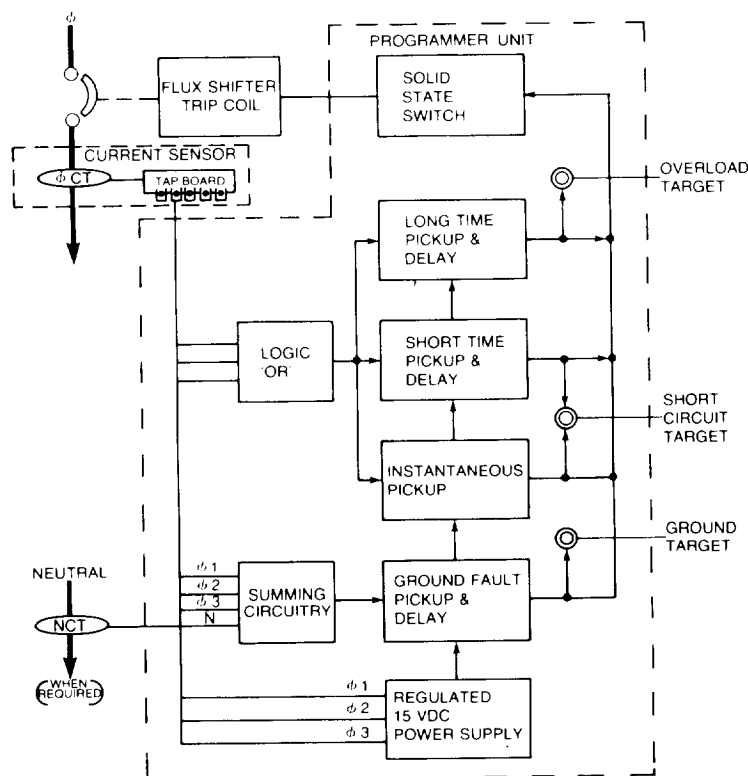 ϕ
PROGRAMMER UNIT
FLUX SHIFTER
TRIP COIL
SOLID
STATE
SWITCH
CURRENT SENSOR
ϕ CT
TAP BOARD
OVERLOAD
TARGET
LONG TIME
PICKUP &
DELAY
LOGIC
'OR'
SHORT TIME
PICKUP &
DELAY
SHORT
CIRCUIT
TARGET
INSTANTANEOUS
PICKUP
GROUND
TARGET
NEUTRAL
NCT
(WHEN
REQUIRED)
ϕ 1
ϕ 2
ϕ 3
N
SUMMING
CIRCUITRY
GROUND FAULT
PICKUP &
DELAY
ϕ 1
ϕ 2
ϕ 3
REGULATED
15 VDC
POWER SUPPLY